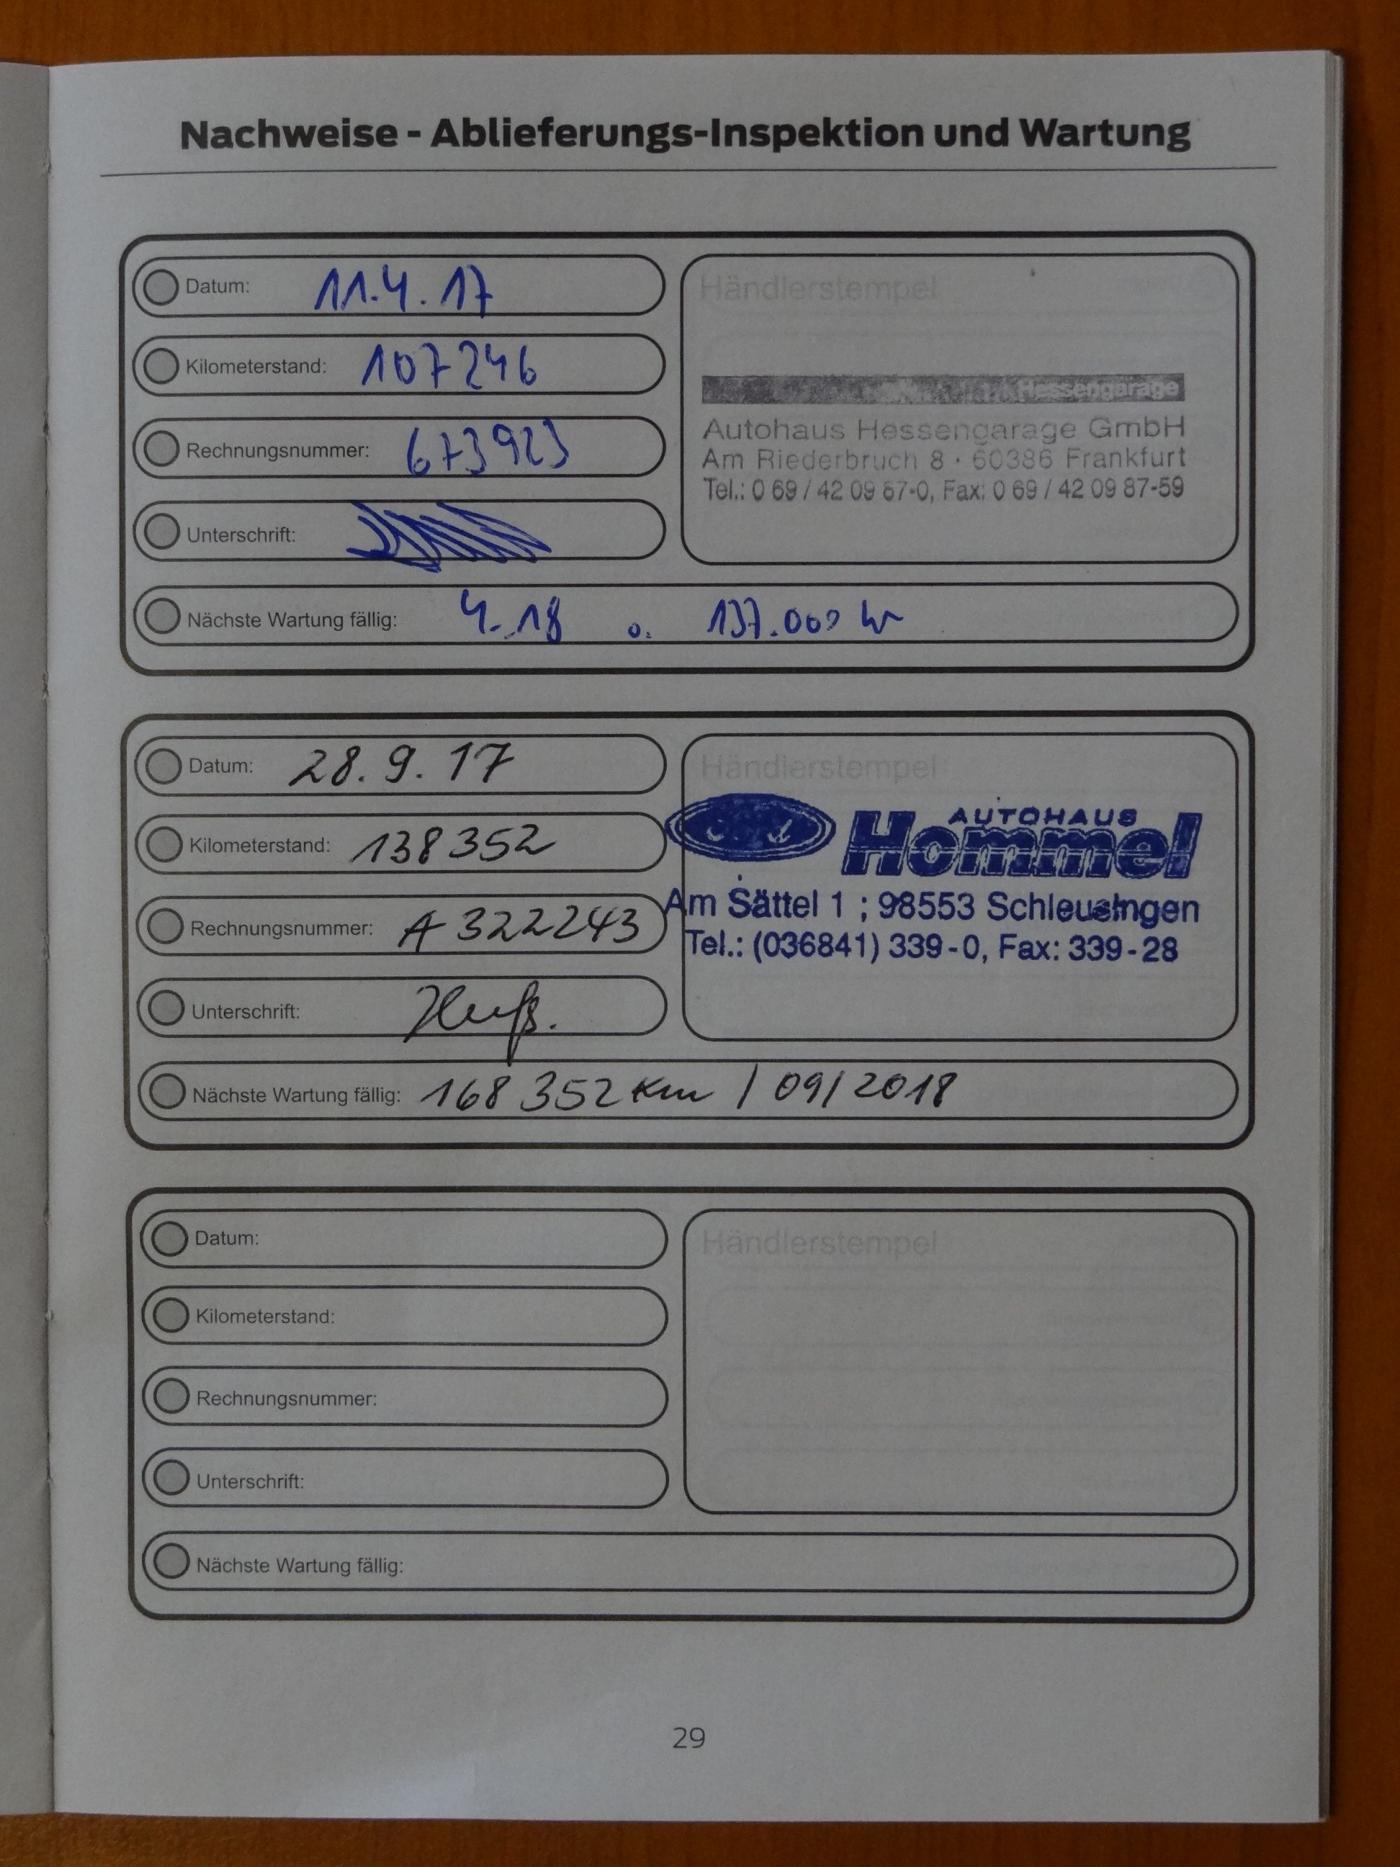 Nachweise - Ablieferungs-Inspektion und Wartung
Datum: 11.4.17
Kilometerstand: 107246
Rechnungsnummer: 673923
Unterschrift:
Nächste Wartung fällig: 4.18 o. 137.000
Händlerstempel
Hessengarage
Autohaus Hessengarage GmbH
Am Riederbruch 8 · 60386 Frankfurt
Tel.: 0 69 / 42 09 87-0, Fax: 0 69 / 42 09 87-59
Datum: 28.9.17
Kilometerstand: 138352
Rechnungsnummer: A 322243
Unterschrift:
Nächste Wartung fällig: 168 352 Km / 09/2018
Händlerstempel
AUTOHAUS
Hommel
Am Sättel 1 ; 98553 Schleusingen
Tel.: (036841) 339-0, Fax: 339-28
Datum:
Kilometerstand:
Rechnungsnummer:
Unterschrift:
Nächste Wartung fällig:
Händlerstempel
29